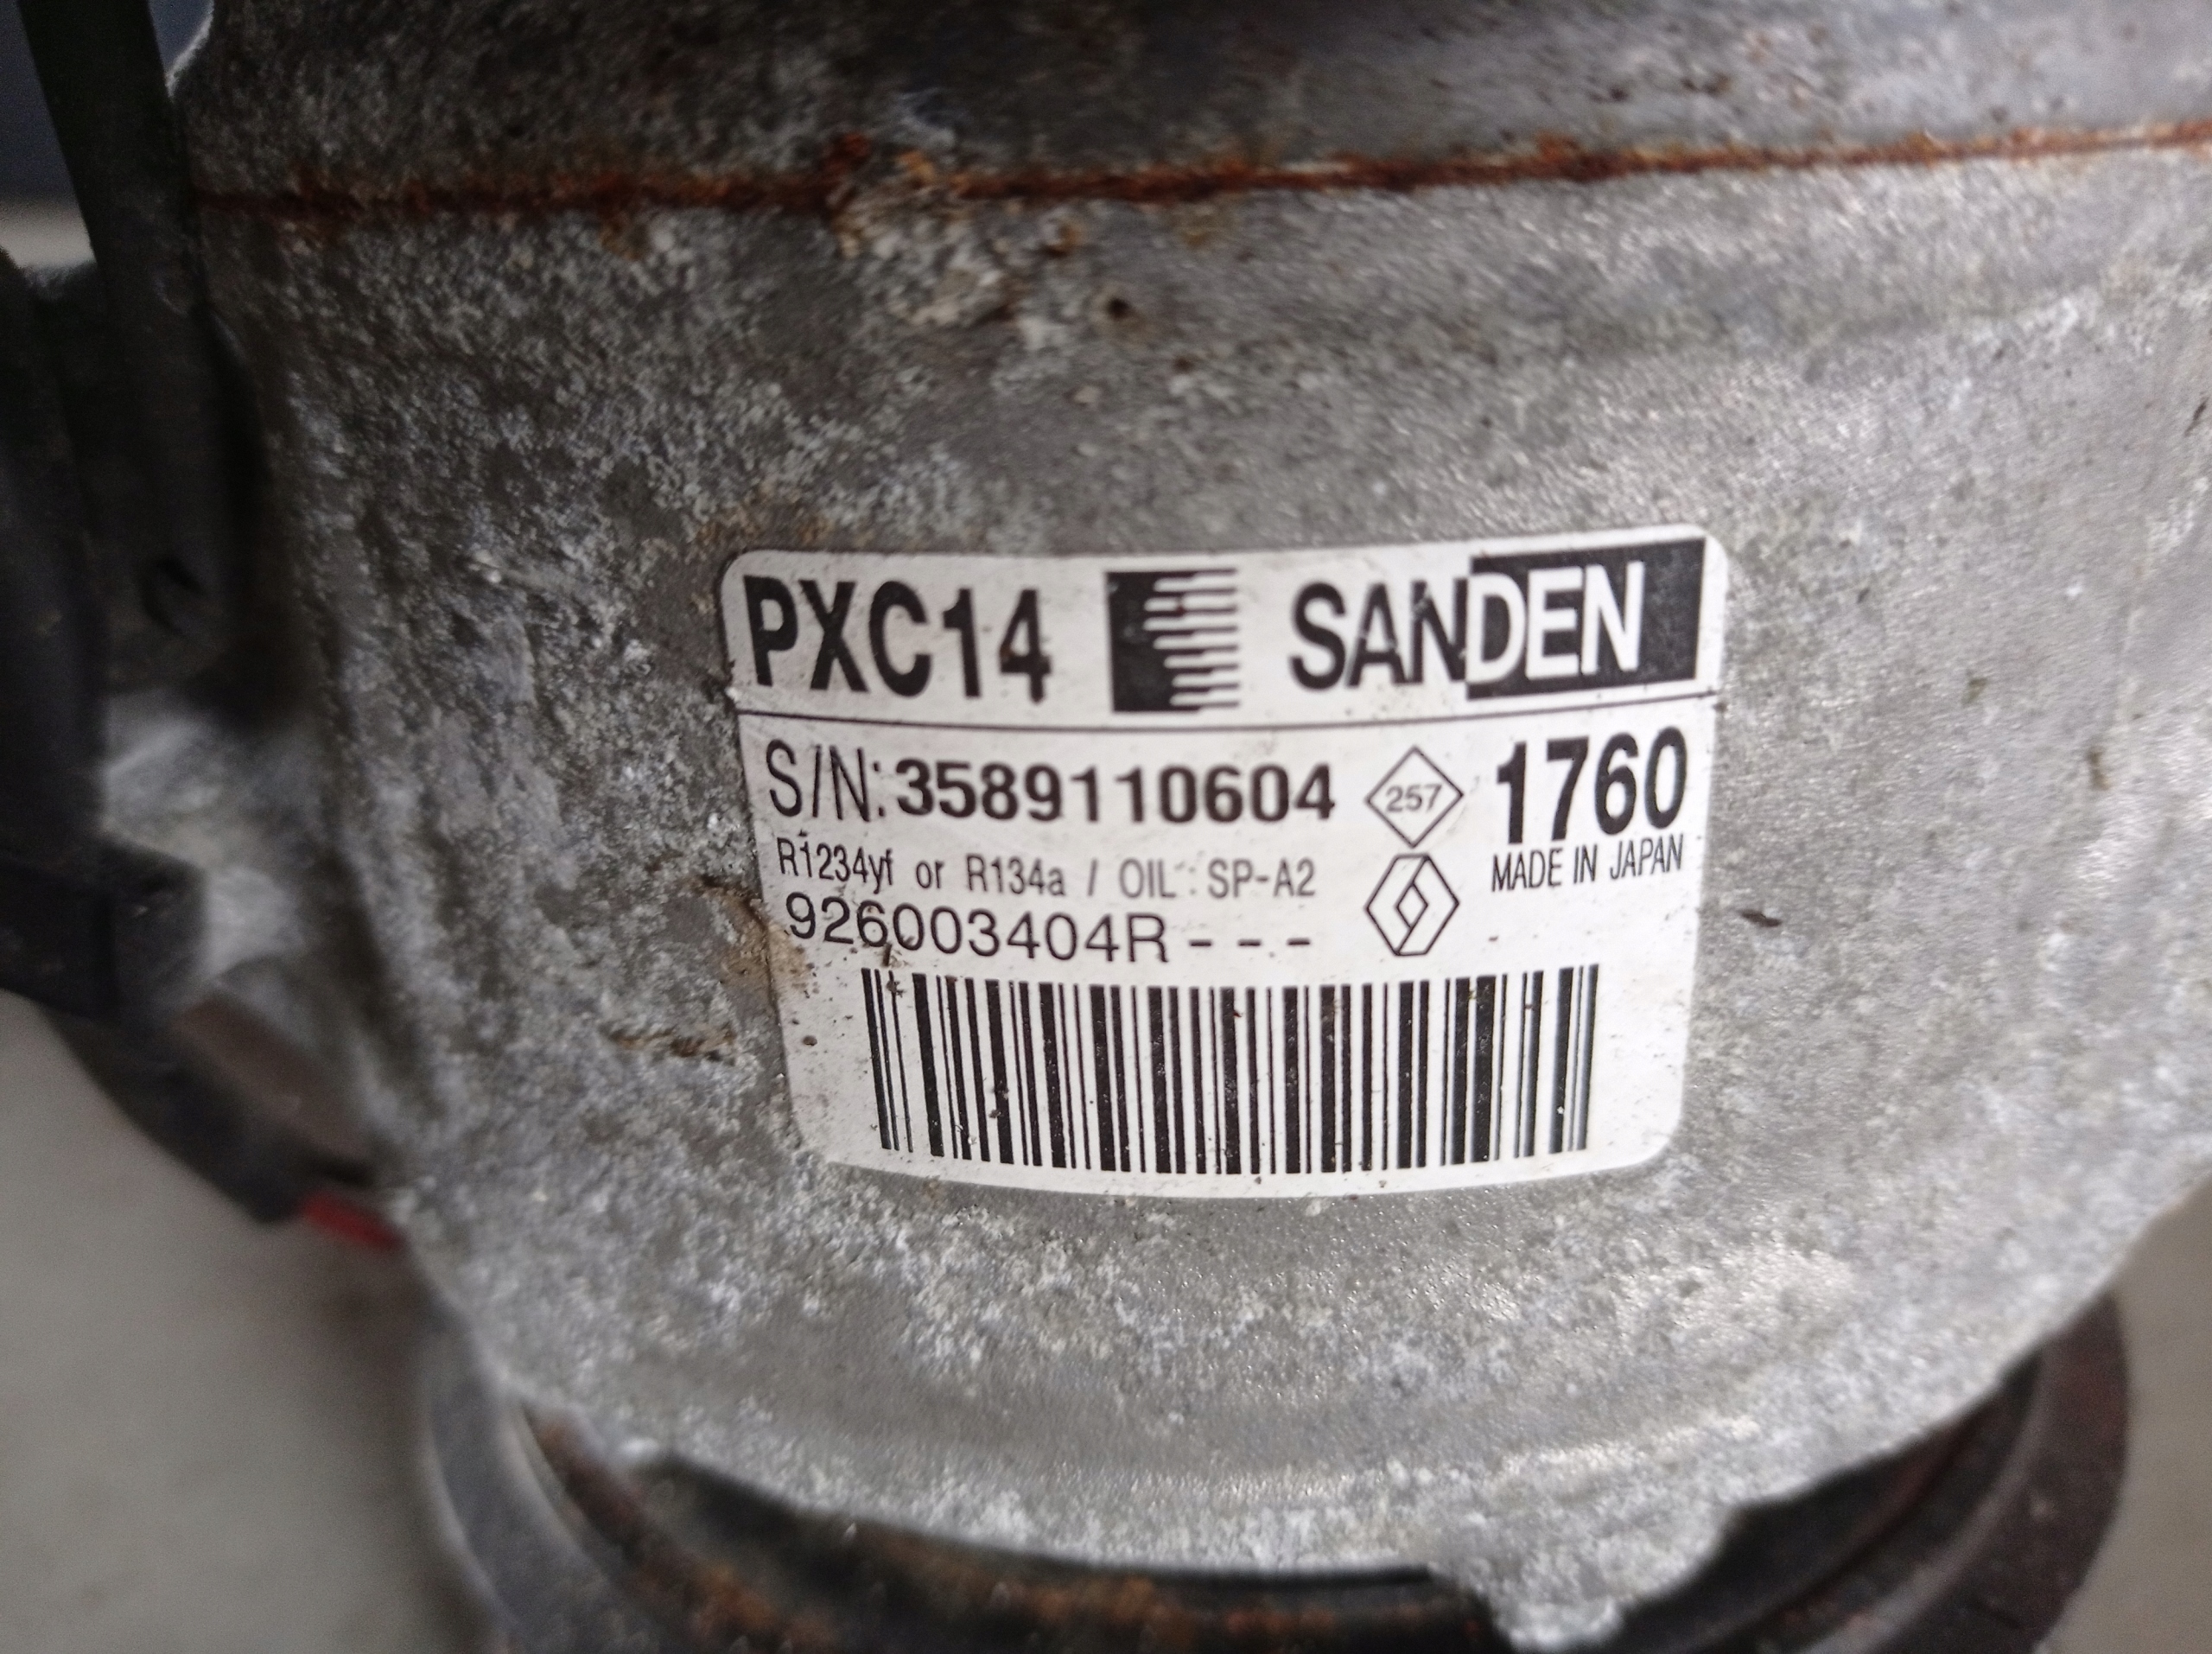 PXC14 SANDEN
S/N:3589110604 257 1760
R1234yf or R134a / OIL : SP-A2 MADE IN JAPAN
926003404R - - -